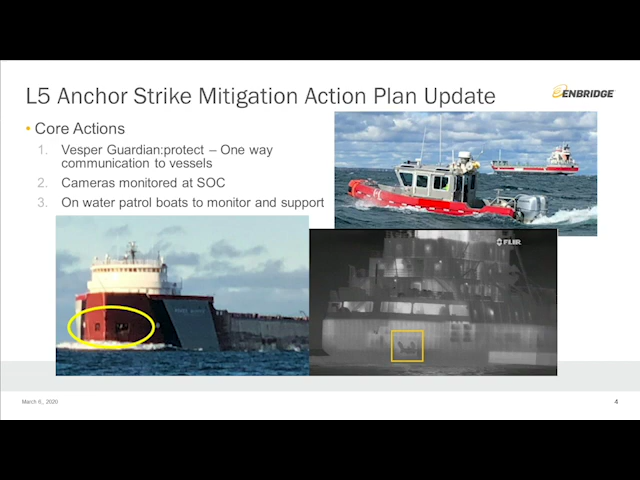 L5 Anchor Strike Mitigation Action Plan Update
ENBRIDGE
• Core Actions
1. Vesper Guardian:protect – One way
communication to vessels
2. Cameras monitored at SOC
3. On water patrol boats to monitor and support
FLIR
March 6,, 2020
4